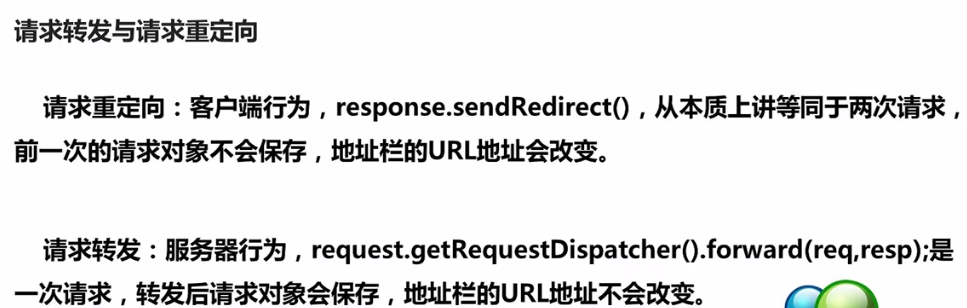 请求转发与请求重定向
请求重定向：客户端行为，response.sendRedirect()，从本质上讲等同于两次请求，
前一次的请求对象不会保存，地址栏的URL地址会改变。
请求转发：服务器行为，request.getRequestDispatcher().forward(req,resp);是
一次请求，转发后请求对象会保存，地址栏的URL地址不会改变。